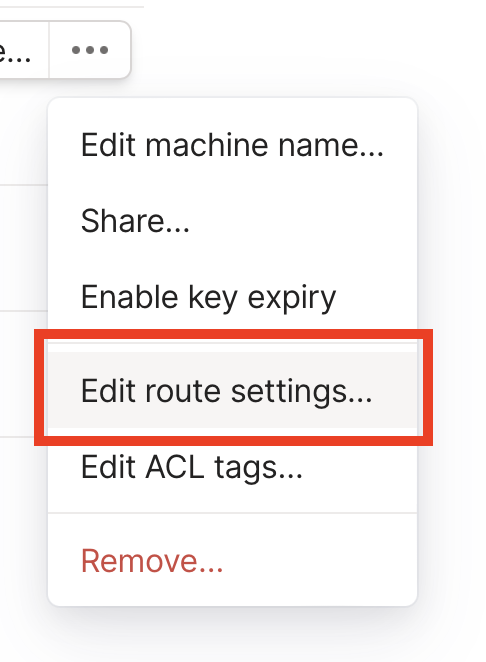 e...
Edit machine name...
Share...
Enable key expiry
Edit route settings...
Edit ACL tags...
Remove...